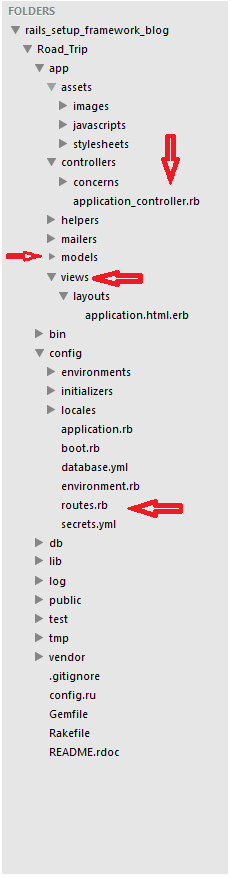 FOLDERS
rails_setup_framework_blog
Road_Trip
app
assets
images
javascripts
stylesheets
controllers
concerns
application_controller.rb
helpers
mailers
models
views
layouts
application.html.erb
bin
config
environments
initializers
locales
application.rb
boot.rb
database.yml
environment.rb
routes.rb
secrets.yml
db
lib
log
public
test
tmp
vendor
.gitignore
config.ru
Gemfile
Rakefile
README.rdoc